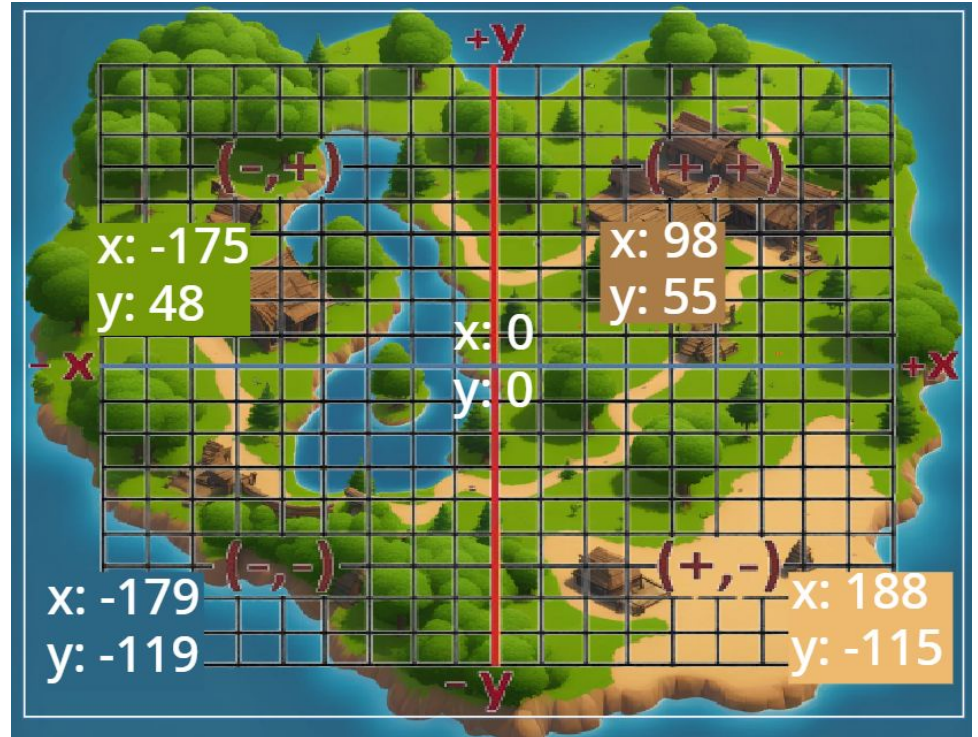 +y
(-,+)
(+,+)
x: -175
y: 48
x: 98
y: 55
x: 0
y: 0
- x
+x
(-,-)
(+,-)
x: -179
y: -119
x: 188
y: -115
- y